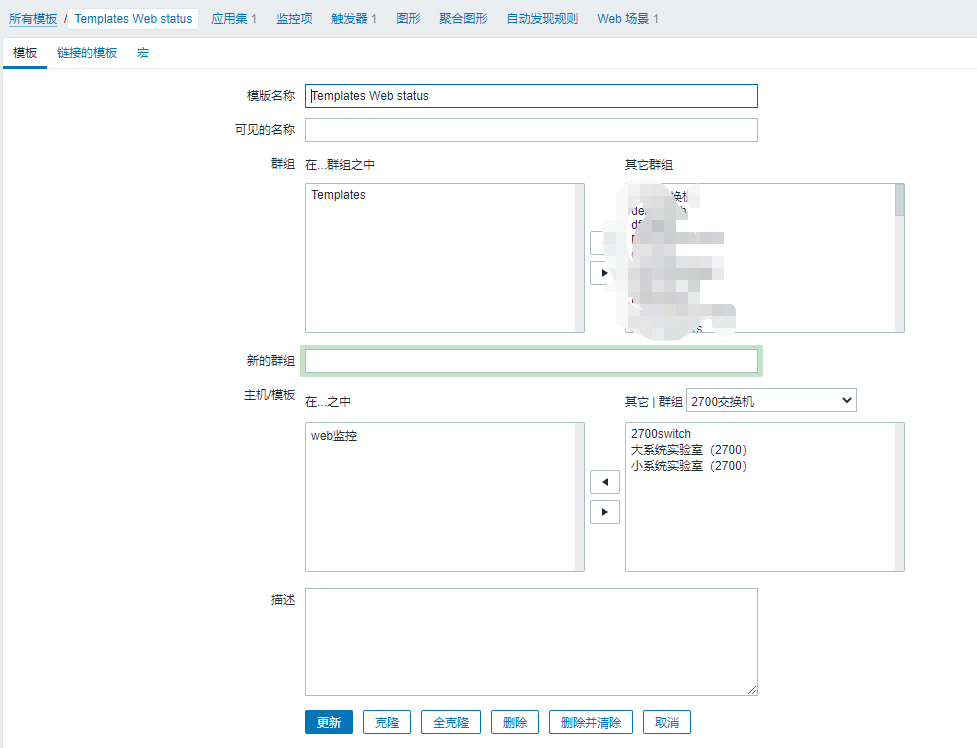 所有模板 / Templates Web status 应用集 1 监控项 触发器 1 图形 聚合图形 自动发现规则 Web 场景 1
模板 链接的模板 宏
模版名称 Templates Web status
可见的名称
群组 在...群组之中 其它群组
Templates
新的群组
主机/模板 在...之中 其它 | 群组 2700交换机
web监控 2700switch
大系统实验室（2700）
小系统实验室（2700）
描述
更新 克隆 全克隆 删除 删除并清除 取消